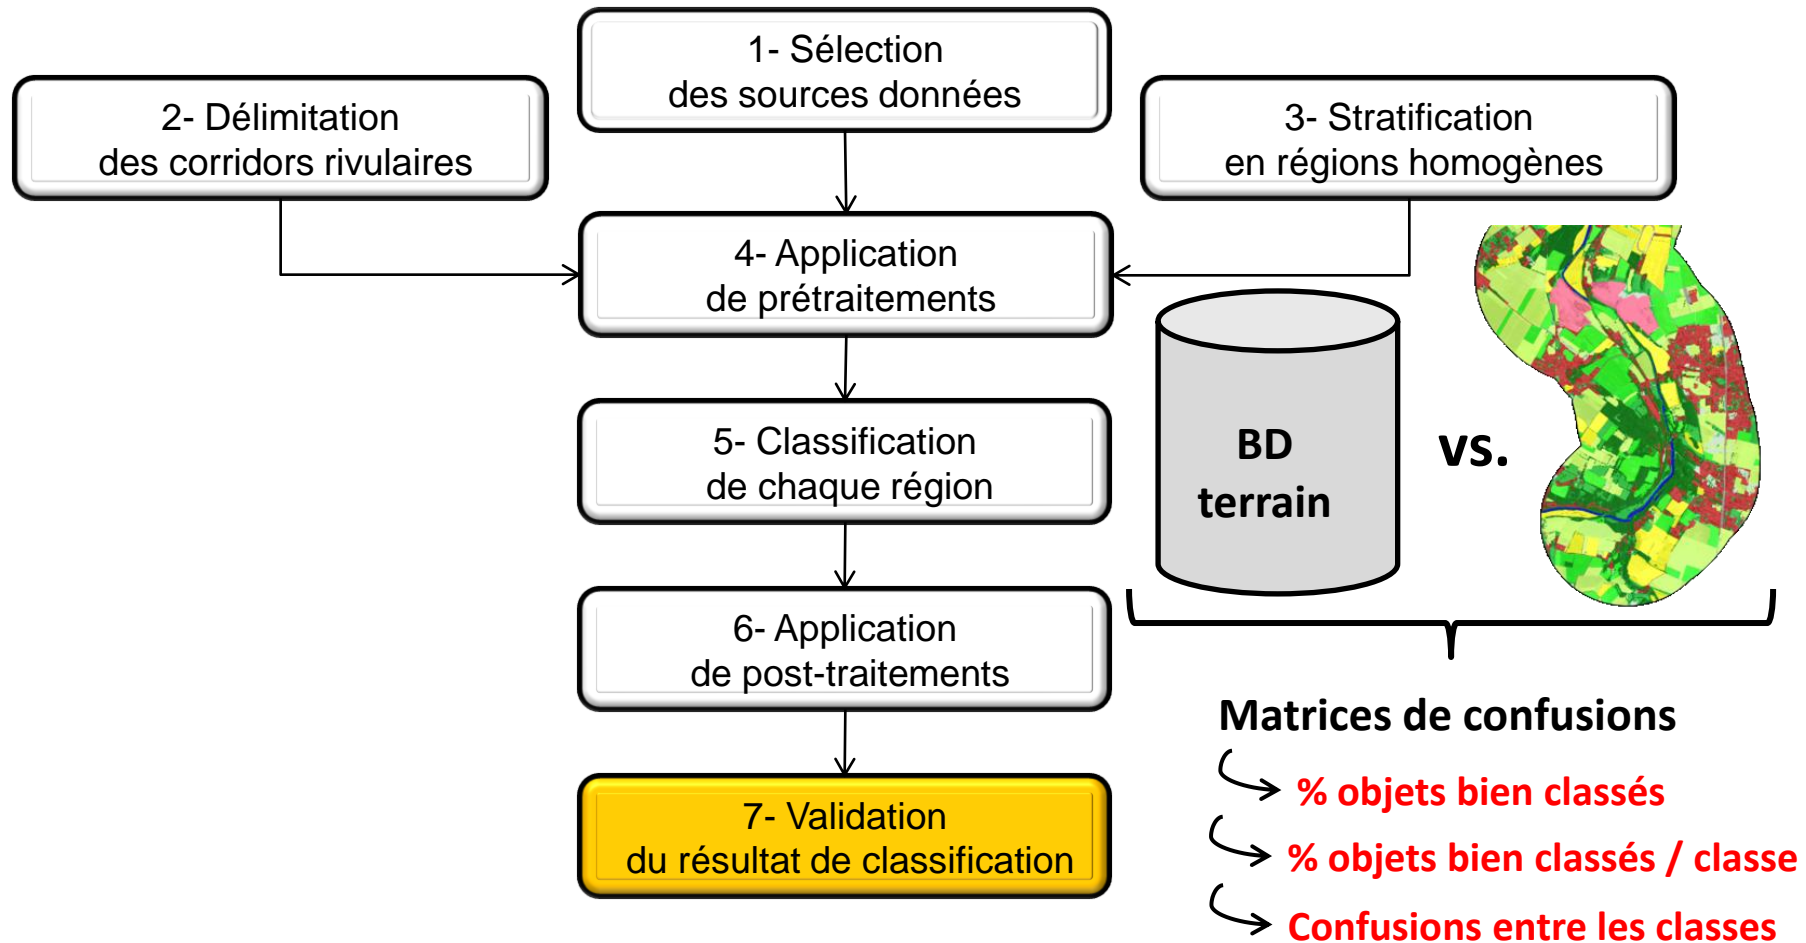 1- Sélection
des sources données
2- Délimitation
des corridors rivulaires
3- Stratification
en régions homogènes
4- Application
de prétraitements
5- Classification
de chaque région
6- Application
de post-traitements
7- Validation
du résultat de classification
BD
terrain
vs.
Matrices de confusions
% objets bien classés
% objets bien classés / classe
Confusions entre les classes